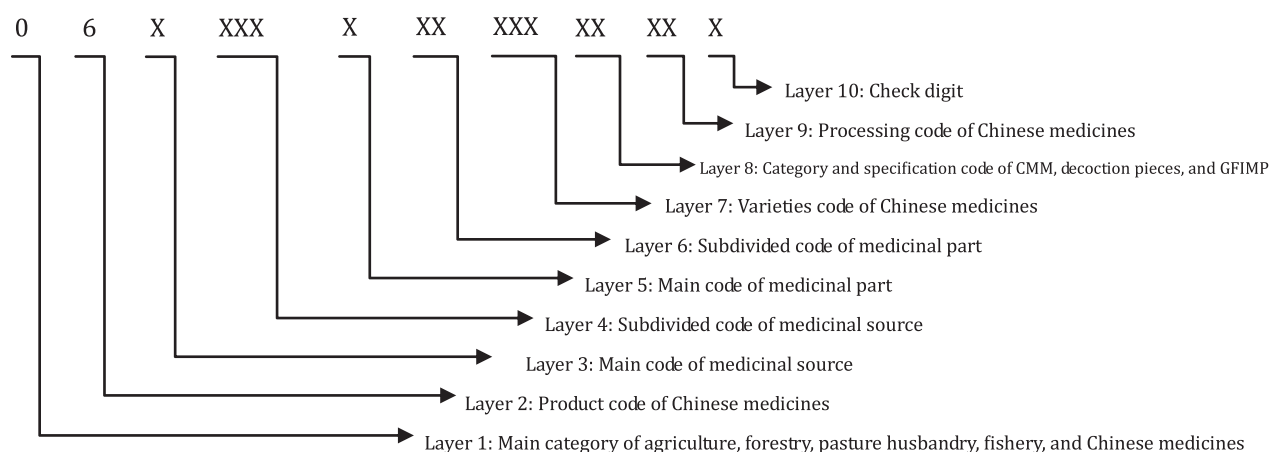 0 6 X XXX X XX XXX XX XX X
Layer 10: Check digit
Layer 9: Processing code of Chinese medicines
Layer 8: Category and specification code of CMM, decoction pieces, and GFIMP
Layer 7: Varieties code of Chinese medicines
Layer 6: Subdivided code of medicinal part
Layer 5: Main code of medicinal part
Layer 4: Subdivided code of medicinal source
Layer 3: Main code of medicinal source
Layer 2: Product code of Chinese medicines
Layer 1: Main category of agriculture, forestry, pasture husbandry, fishery, and Chinese medicines